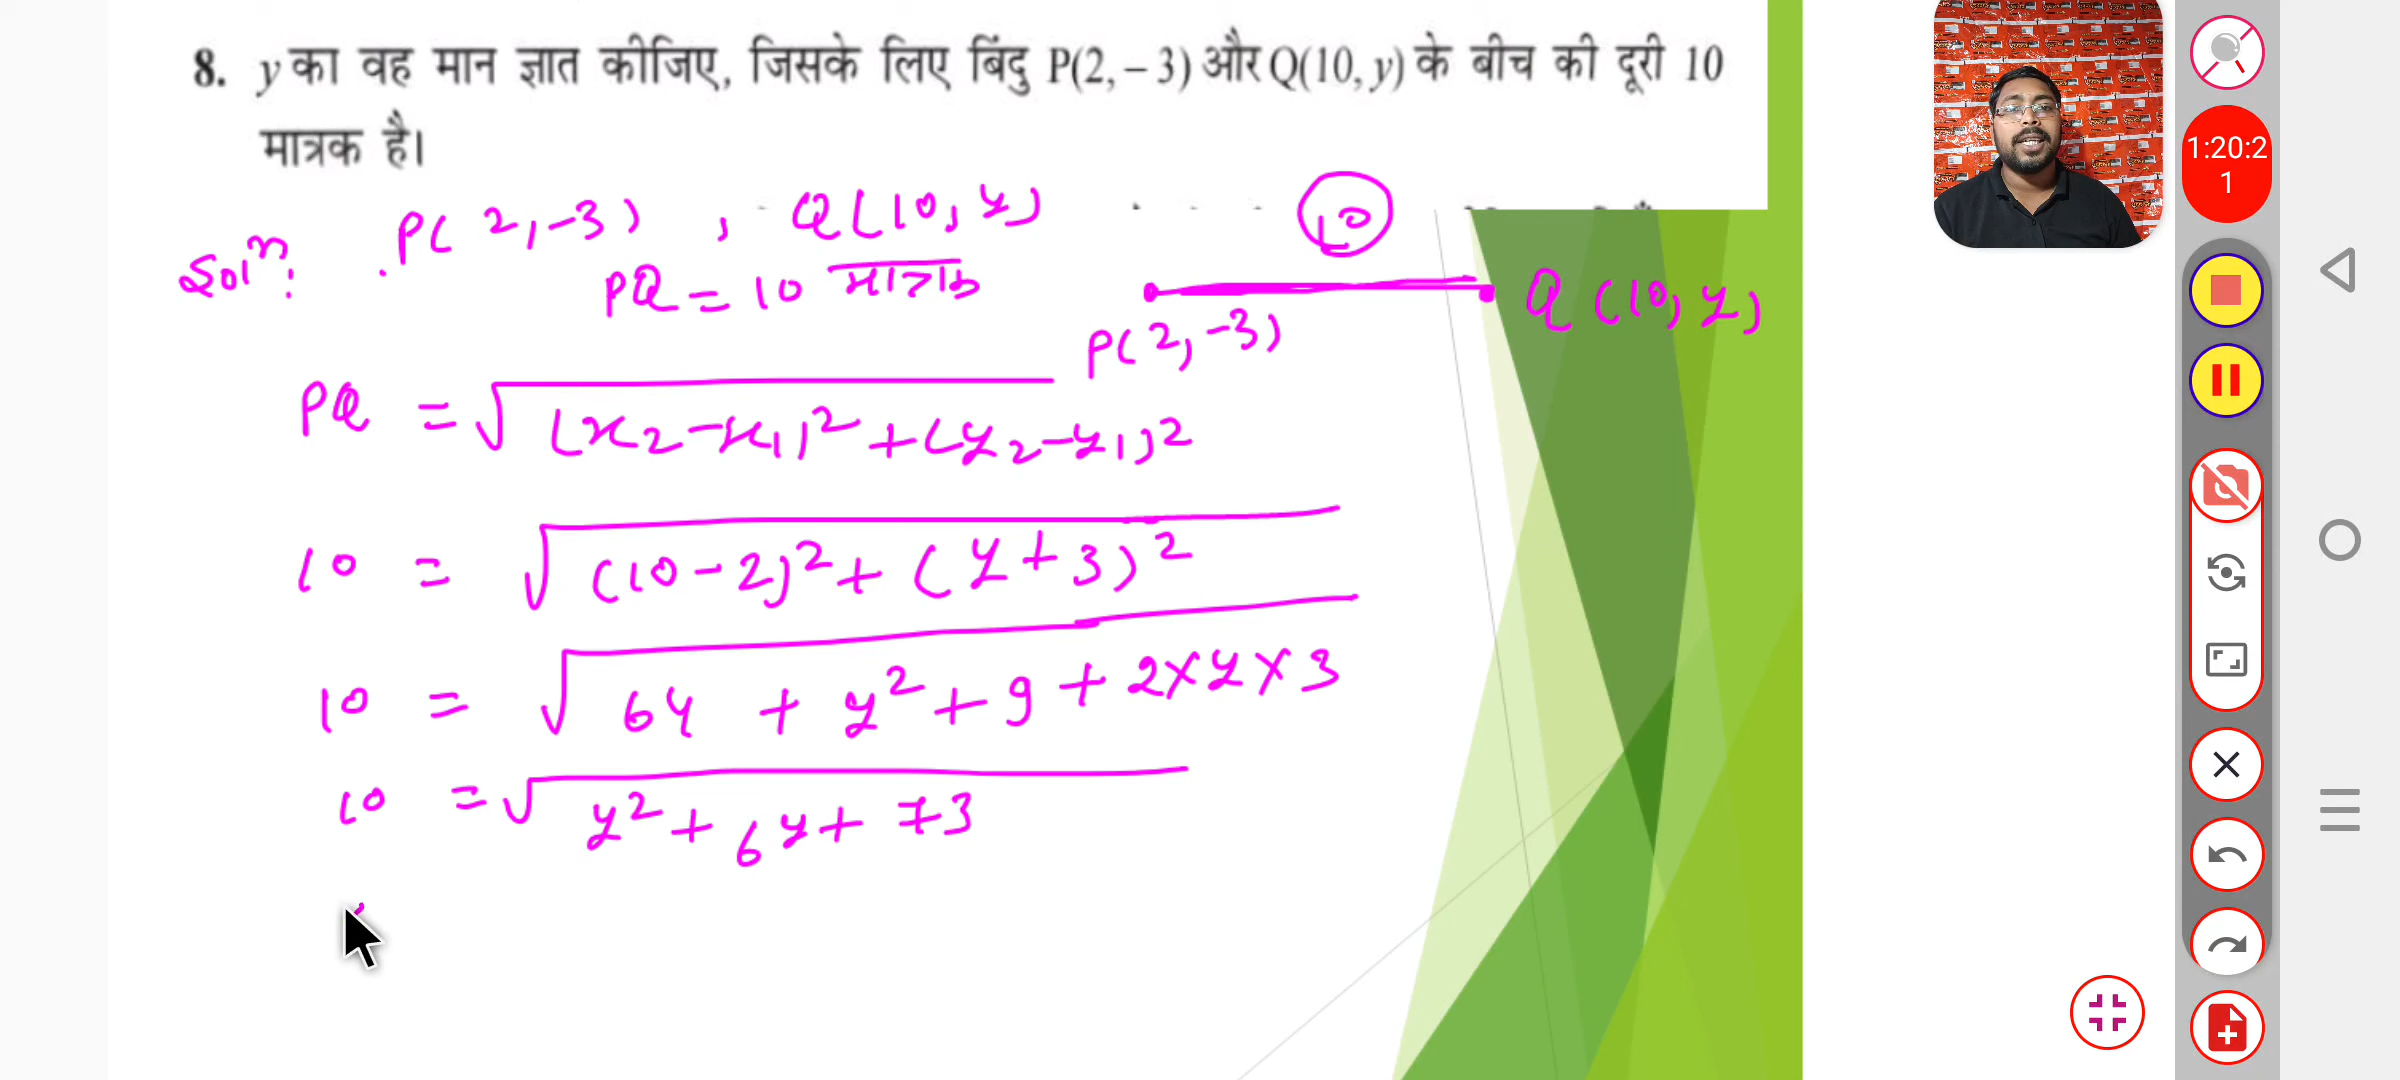 8. y का वह मान ज्ञात कीजिए, जिसके लिए बिंदु P(2, – 3) और Q(10, y) के बीच की दूरी 10
मात्रक है।
Solⁿ: P(2,-3) , Q(10, y)
PQ = 10 मात्रक
10
P(2, -3)
Q (10, y)
PQ = √(x₂-x₁)²+(y₂-y₁)²
10 = √(10-2)²+(y+3)²
10 = √64 + y²+9+2×y×3
10 = √y²+6y+73
1:20:2
1